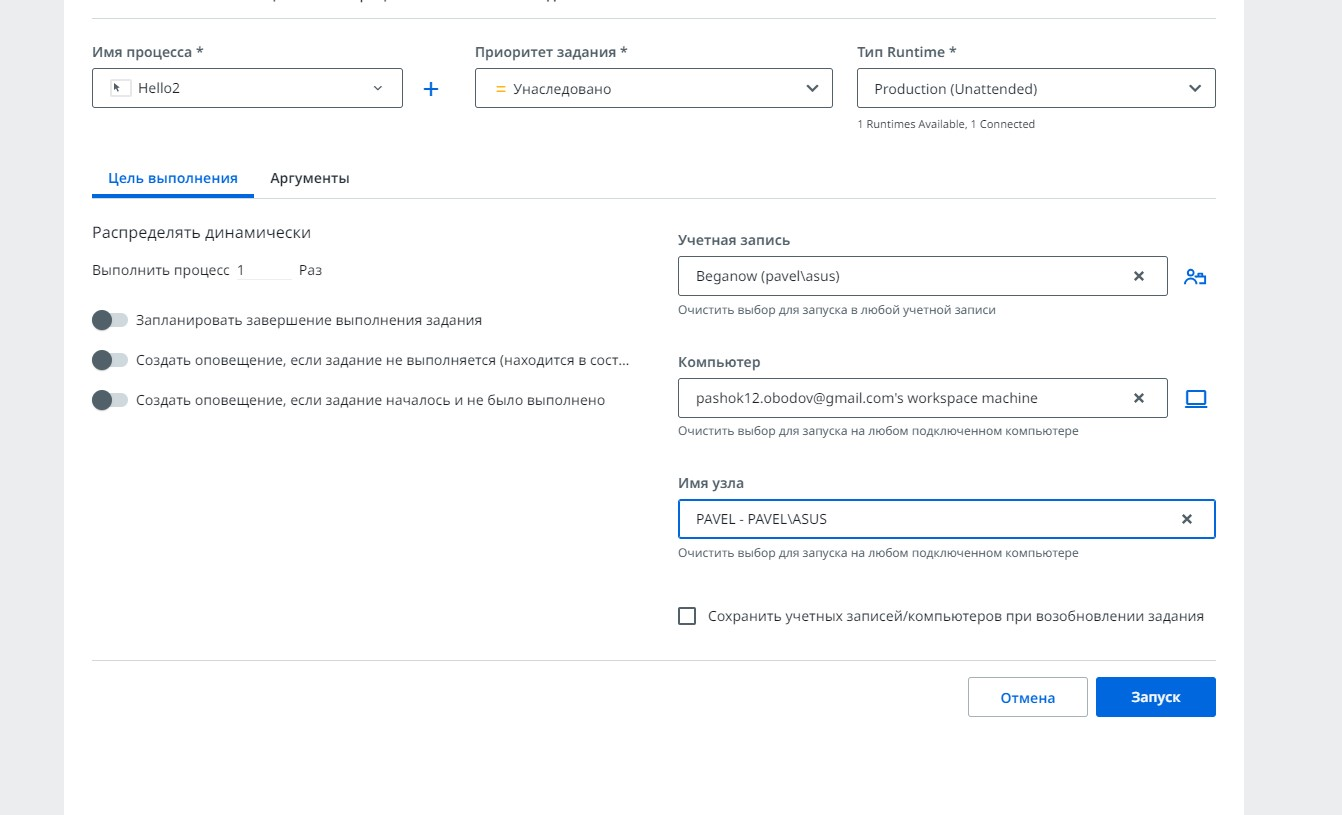 Имя процесса *
Приоритет задания *
Тип Runtime *
Hello2
Унаследовано
Production (Unattended)
1 Runtimes Available, 1 Connected
Цель выполнения
Аргументы
Распределять динамически
Выполнить процесс 1 Раз
Запланировать завершение выполнения задания
Создать оповещение, если задание не выполняется (находится в сост...
Создать оповещение, если задание началось и не было выполнено
Учетная запись
Beganow (pavel\asus)
Очистить выбор для запуска в любой учетной записи
Компьютер
pashok12.obodov@gmail.com's workspace machine
Очистить выбор для запуска на любом подключенном компьютере
Имя узла
PAVEL - PAVEL\ASUS
Очистить выбор для запуска на любом подключенном компьютере
Сохранить учетных записей/компьютеров при возобновлении задания
Отмена
Запуск